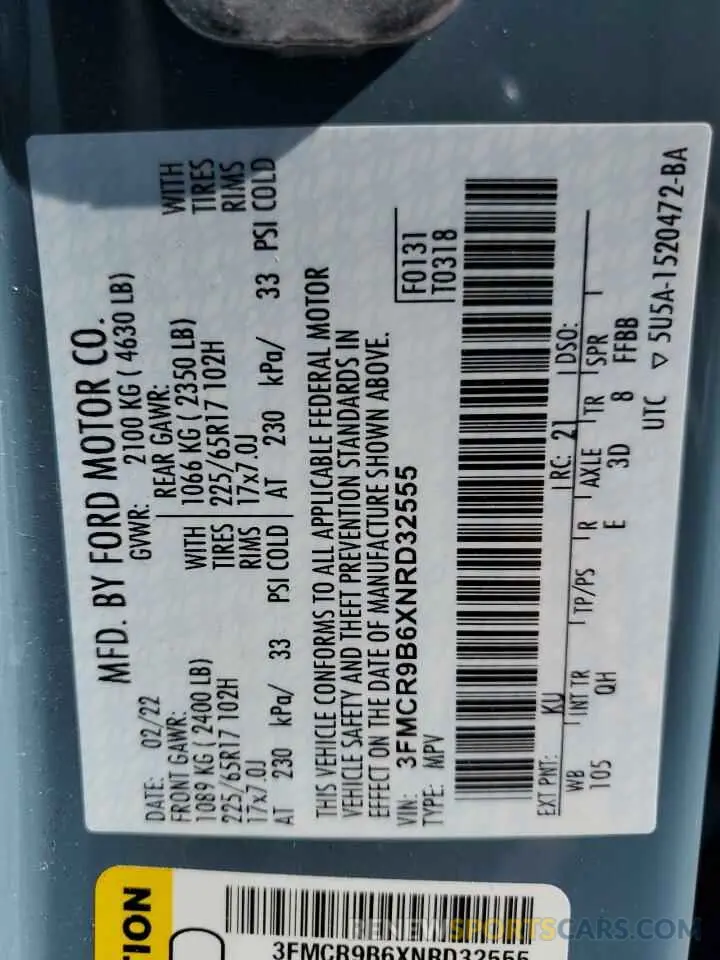 MFD. BY FORD MOTOR CO.
DATE: 02/22
GVWR: 2100 KG ( 4630 LB)
FRONT GAWR:
1089 KG ( 2400 LB)
WITH
225/65R17 102H
TIRES
17x7.0J
RIMS
AT 230 kPa/ 33 PSI COLD
REAR GAWR:
1066 KG ( 2350 LB)
WITH
225/65R17 102H
TIRES
17x7.0J
RIMS
AT 230 kPa/ 33 PSI COLD
THIS VEHICLE CONFORMS TO ALL APPLICABLE FEDERAL MOTOR
VEHICLE SAFETY AND THEFT PREVENTION STANDARDS IN
EFFECT ON THE DATE OF MANUFACTURE SHOWN ABOVE.
VIN: 3FMCR9B6XNRD32555
TYPE: MPV
F0131
T0318
EXT PNT: KU
RC: 21
DSO:
WB INT TR TP/PS R AXLE TR SPR
105 QH E 3D 8 FFBB
UTC ▽ 5U5A-1520472-BA
TION
3FMCR9B6XNRD32555
RENEWSPORTSCARS.COM